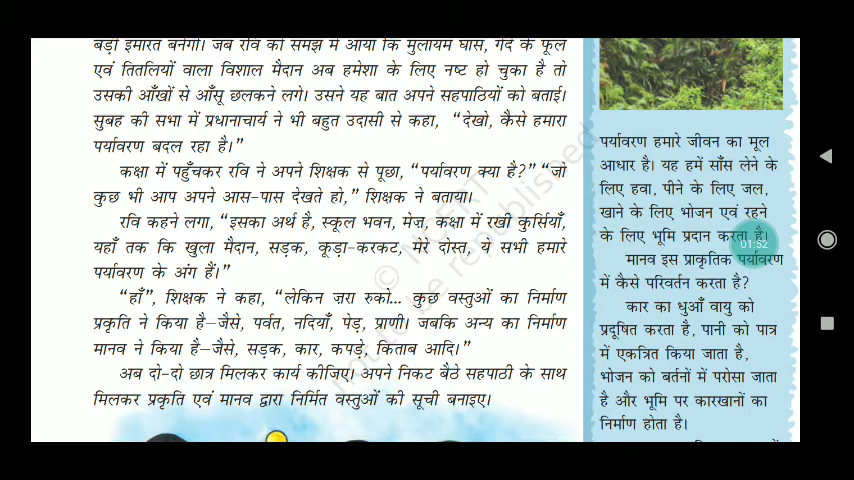 बड़ी इमारत बनेगी। जब रवि की समझ में आया कि मुलायम घास, गेंदे के फूल
एवं तितलियों वाला विशाल मैदान अब हमेशा के लिए नष्ट हो चुका है तो
उसकी आँखों से आँसू छलकने लगे। उसने यह बात अपने सहपाठियों को बताई।
सुबह की सभा में प्रधानाचार्य ने भी बहुत उदासी से कहा, “देखो, कैसे हमारा
पर्यावरण बदल रहा है।”
कक्षा में पहुँचकर रवि ने अपने शिक्षक से पूछा, “पर्यावरण क्या है?” “जो
कुछ भी आप अपने आस-पास देखते हो,” शिक्षक ने बताया।
रवि कहने लगा, “इसका अर्थ है, स्कूल भवन, मेज, कक्षा में रखी कुर्सियाँ,
यहाँ तक कि खुला मैदान, सड़क, कूड़ा-करकट, मेरे दोस्त, ये सभी हमारे
पर्यावरण के अंग हैं।”
“हाँ”, शिक्षक ने कहा, “लेकिन ज़रा रुको... कुछ वस्तुओं का निर्माण
प्रकृति ने किया है—जैसे, पर्वत, नदियाँ, पेड़, प्राणी। जबकि अन्य का निर्माण
मानव ने किया है—जैसे, सड़क, कार, कपड़े, किताब आदि।”
अब दो-दो छात्र मिलकर कार्य कीजिए। अपने निकट बैठे सहपाठी के साथ
मिलकर प्रकृति एवं मानव द्वारा निर्मित वस्तुओं की सूची बनाइए।
© NCERT
not to be republished
पर्यावरण हमारे जीवन का मूल
आधार है। यह हमें साँस लेने के
लिए हवा, पीने के लिए जल,
खाने के लिए भोजन एवं रहने
के लिए भूमि प्रदान करता है।
01:52
मानव इस प्राकृतिक पर्यावरण
में कैसे परिवर्तन करता है?
कार का धुआँ वायु को
प्रदूषित करता है, पानी को पात्र
में एकत्रित किया जाता है,
भोजन को बर्तनों में परोसा जाता
है और भूमि पर कारखानों का
निर्माण होता है।